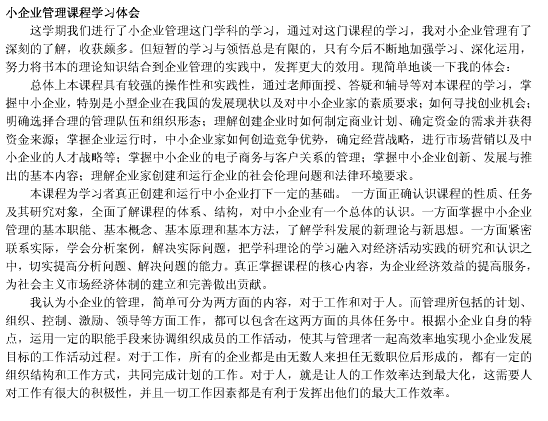 小企业管理课程学习体会
这学期我们进行了小企业管理这门学科的学习，通过对这门课程的学习，我对小企业管理有了
深刻的了解，收获颇多。但短暂的学习与领悟总是有限的，只有今后不断地加强学习、深化运用，
努力将书本的理论知识结合到企业管理的实践中，发挥更大的效用。现简单地谈一下我的体会：
总体上本课程具有较强的操作性和实践性，通过老师面授、答疑和辅导等对本课程的学习，掌
握中小企业，特别是小型企业在我国的发展现状以及对中小企业家的素质要求；如何寻找创业机会；
明确选择合理的管理队伍和组织形态；理解创建企业时如何制定商业计划、确定资金的需求并获得
资金来源；掌握企业运行时，中小企业家如何创造竞争优势，确定经营战略，进行市场营销以及中
小企业的人才战略等；掌握中小企业的电子商务与客户关系的管理；掌握中小企业创新、发展与推
出的基本内容；理解企业家创建和运行企业的社会伦理问题和法律环境要求。
本课程为学习者真正创建和运行中小企业打下一定的基础。 一方面正确认识课程的性质、任务
及其研究对象，全面了解课程的体系、结构，对中小企业有一个总体的认识。一方面掌握中小企业
管理的基本职能、基本概念、基本原理和基本方法，了解学科发展的新理论与新思想。一方面紧密
联系实际，学会分析案例，解决实际问题，把学科理论的学习融入对经济活动实践的研究和认识之
中，切实提高分析问题、解决问题的能力。真正掌握课程的核心内容，为企业经济效益的提高服务，
为社会主义市场经济体制的建立和完善做出贡献。
我认为小企业的管理，简单可分为两方面的内容，对于工作和对于人。而管理所包括的计划、
组织、控制、激励、领导等方面工作，都可以包含在这两方面的具体任务中。根据小企业自身的特
点，运用一定的职能手段来协调组织成员的工作活动，使其与管理者一起高效率地实现小企业发展
目标的工作活动过程。对于工作，所有的企业都是由无数人来担任无数职位后形成的，都有一定的
组织结构和工作方式，共同完成计划的工作。对于人，就是让人的工作效率达到最大化，这需要人
对工作有很大的积极性，并且一切工作因素都是有利于发挥出他们的最大工作效率。